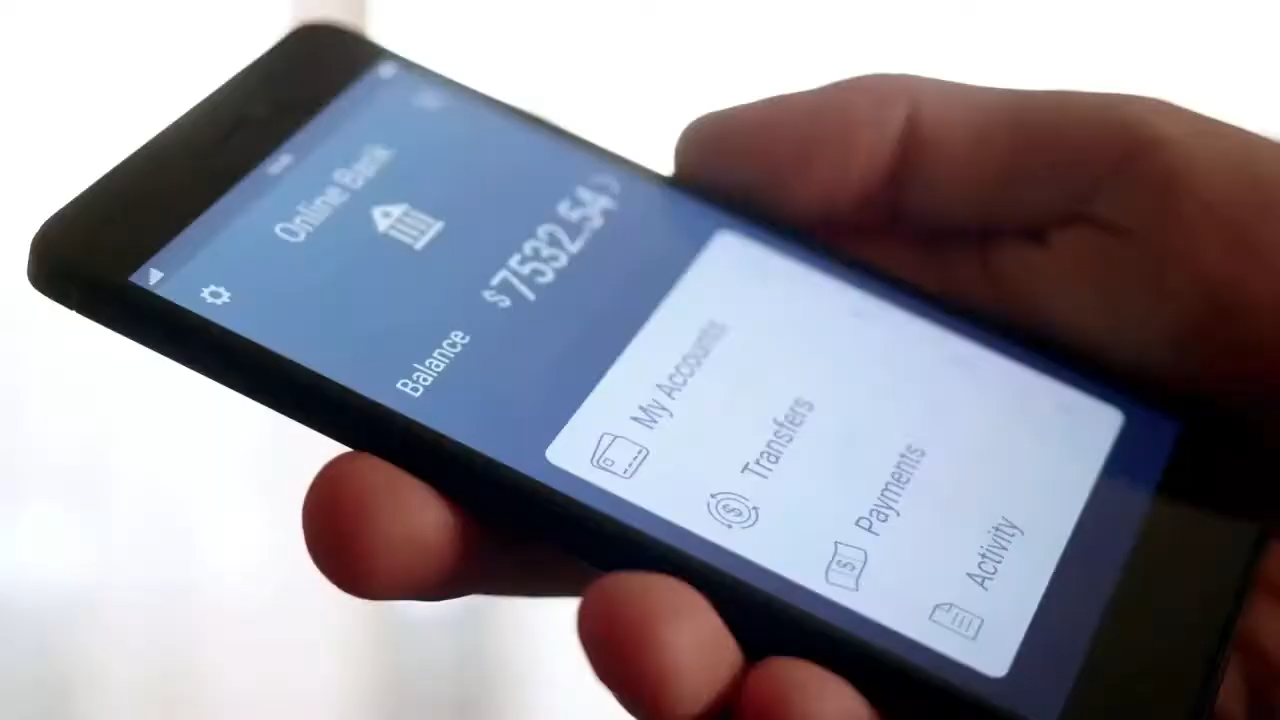 Online Bank
Balance
$7532.54
My Accounts
Transfers
Payments
Activity